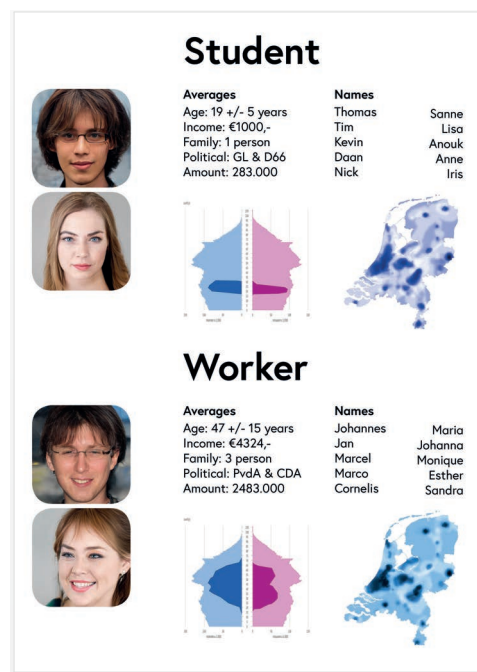 Student
Averages
Age: 19 +/- 5 years
Income: €1000,-
Family: 1 person
Political: GL & D66
Amount: 283.000
Names
Thomas Sanne
Tim Lisa
Kevin Anouk
Daan Anne
Nick Iris
Worker
Averages
Age: 47 +/- 15 years
Income: €4324,-
Family: 3 person
Political: PvdA & CDA
Amount: 2483.000
Names
Johannes Maria
Jan Johanna
Marcel Monique
Marco Esther
Cornelis Sandra